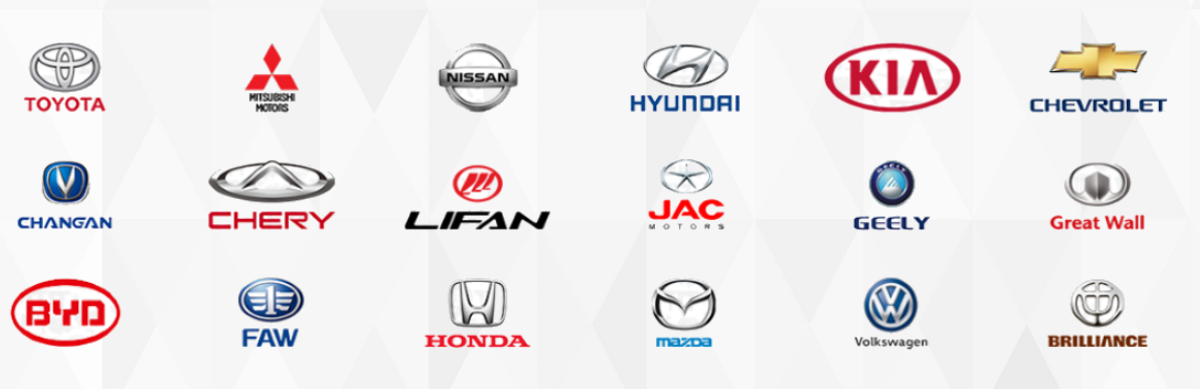 TOYOTA
MITSUBISHI
MOTORS
NISSAN
HYUNDAI
KIA
CHEVROLET
CHANGAN
CHERY
LIFAN
JAC
MOTORS
GEELY
GEELY
Great Wall
BYD
FAW
HONDA
mazda
Volkswagen
BRILLIANCE